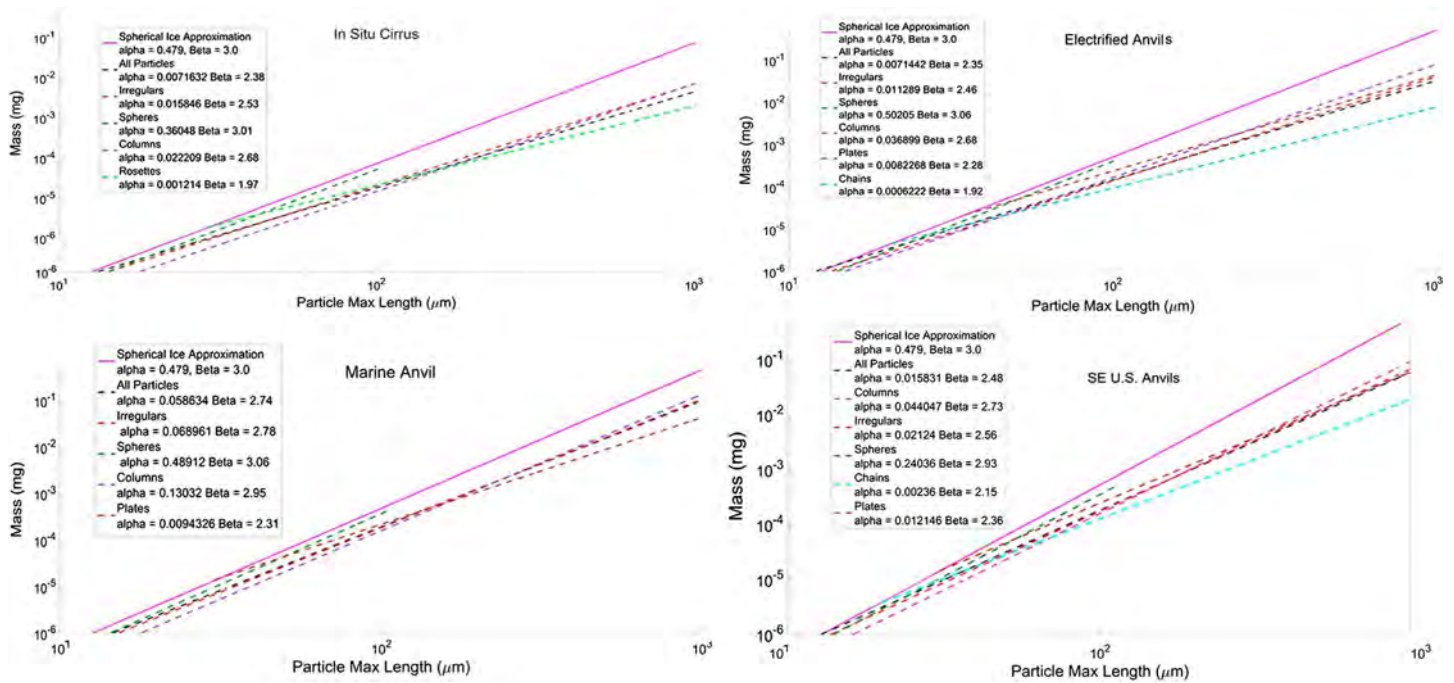 In Situ Cirrus
Spherical Ice Approximation
alpha = 0.479, Beta = 3.0
All Particles
alpha = 0.0071632 Beta = 2.38
Irregulars
alpha = 0.015846 Beta = 2.53
Spheres
alpha = 0.36048 Beta = 3.01
Columns
alpha = 0.022209 Beta = 2.68
Rosettes
alpha = 0.001214 Beta = 1.97
Mass (mg)
10^-1
10^-2
10^-3
10^-4
10^-5
10^-6
10^-6
10^1
10^2
10^3
Particle Max Length (μm)
Electrified Anvils
Spherical Ice Approximation
alpha = 0.479, Beta = 3.0
All Particles
alpha = 0.0071442 Beta = 2.35
Irregulars
alpha = 0.011289 Beta = 2.46
Spheres
alpha = 0.50205 Beta = 3.06
Columns
alpha = 0.036899 Beta = 2.68
Plates
alpha = 0.0082268 Beta = 2.28
Chains
alpha = 0.0006222 Beta = 1.92
Mass (mg)
10^-1
10^-2
10^-3
10^-4
10^-5
10^-6
10^1
10^2
10^3
Particle Max Length (μm)
Marine Anvil
Spherical Ice Approximation
alpha = 0.479, Beta = 3.0
All Particles
alpha = 0.058634 Beta = 2.74
Irregulars
alpha = 0.068961 Beta = 2.78
Spheres
alpha = 0.48912 Beta = 3.06
Columns
alpha = 0.13032 Beta = 2.95
Plates
alpha = 0.0094326 Beta = 2.31
Mass (mg)
10^-1
10^-2
10^-3
10^-4
10^-5
10^-6
10^1
10^2
10^3
Particle Max Length (μm)
SE U.S. Anvils
Spherical Ice Approximation
alpha = 0.479, Beta = 3.0
All Particles
alpha = 0.015831 Beta = 2.48
Columns
alpha = 0.044047 Beta = 2.73
Irregulars
alpha = 0.02124 Beta = 2.56
Spheres
alpha = 0.24036 Beta = 2.93
Chains
alpha = 0.00236 Beta = 2.15
Plates
alpha = 0.012146 Beta = 2.36
Mass (mg)
10^-1
10^-2
10^-3
10^-4
10^-5
10^-6
10^1
10^2
10^3
Particle Max Length (μm)